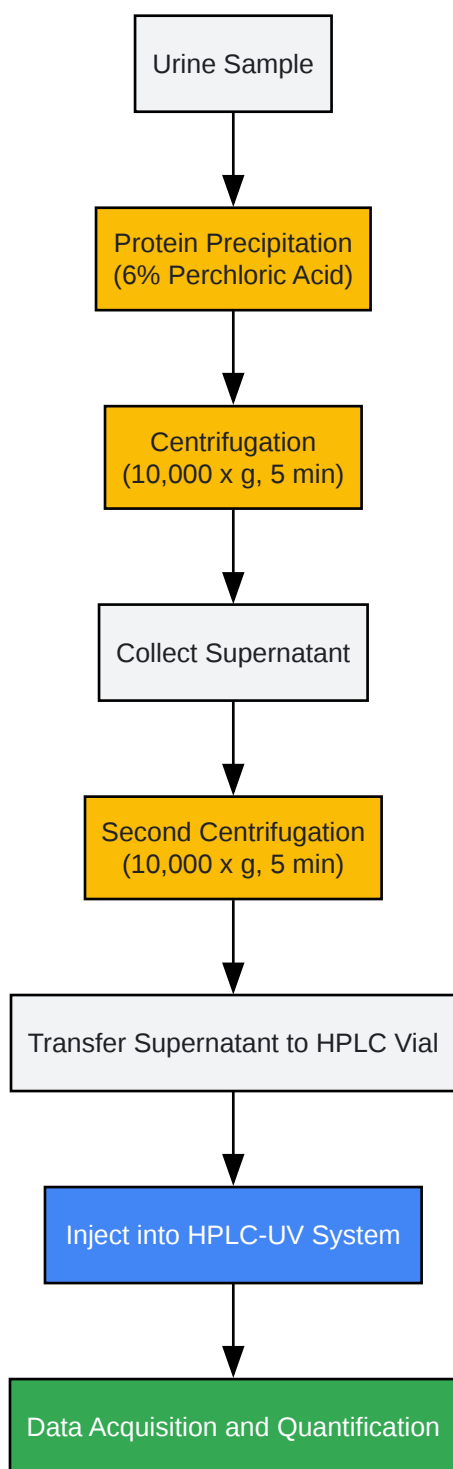 Urine Sample
Protein Precipitation
(6% Perchloric Acid)
Centrifugation
(10,000 x g, 5 min)
Collect Supernatant
Second Centrifugation
(10,000 x g, 5 min)
Transfer Supernatant to HPLC Vial
Inject into HPLC-UV System
Data Acquisition and Quantification